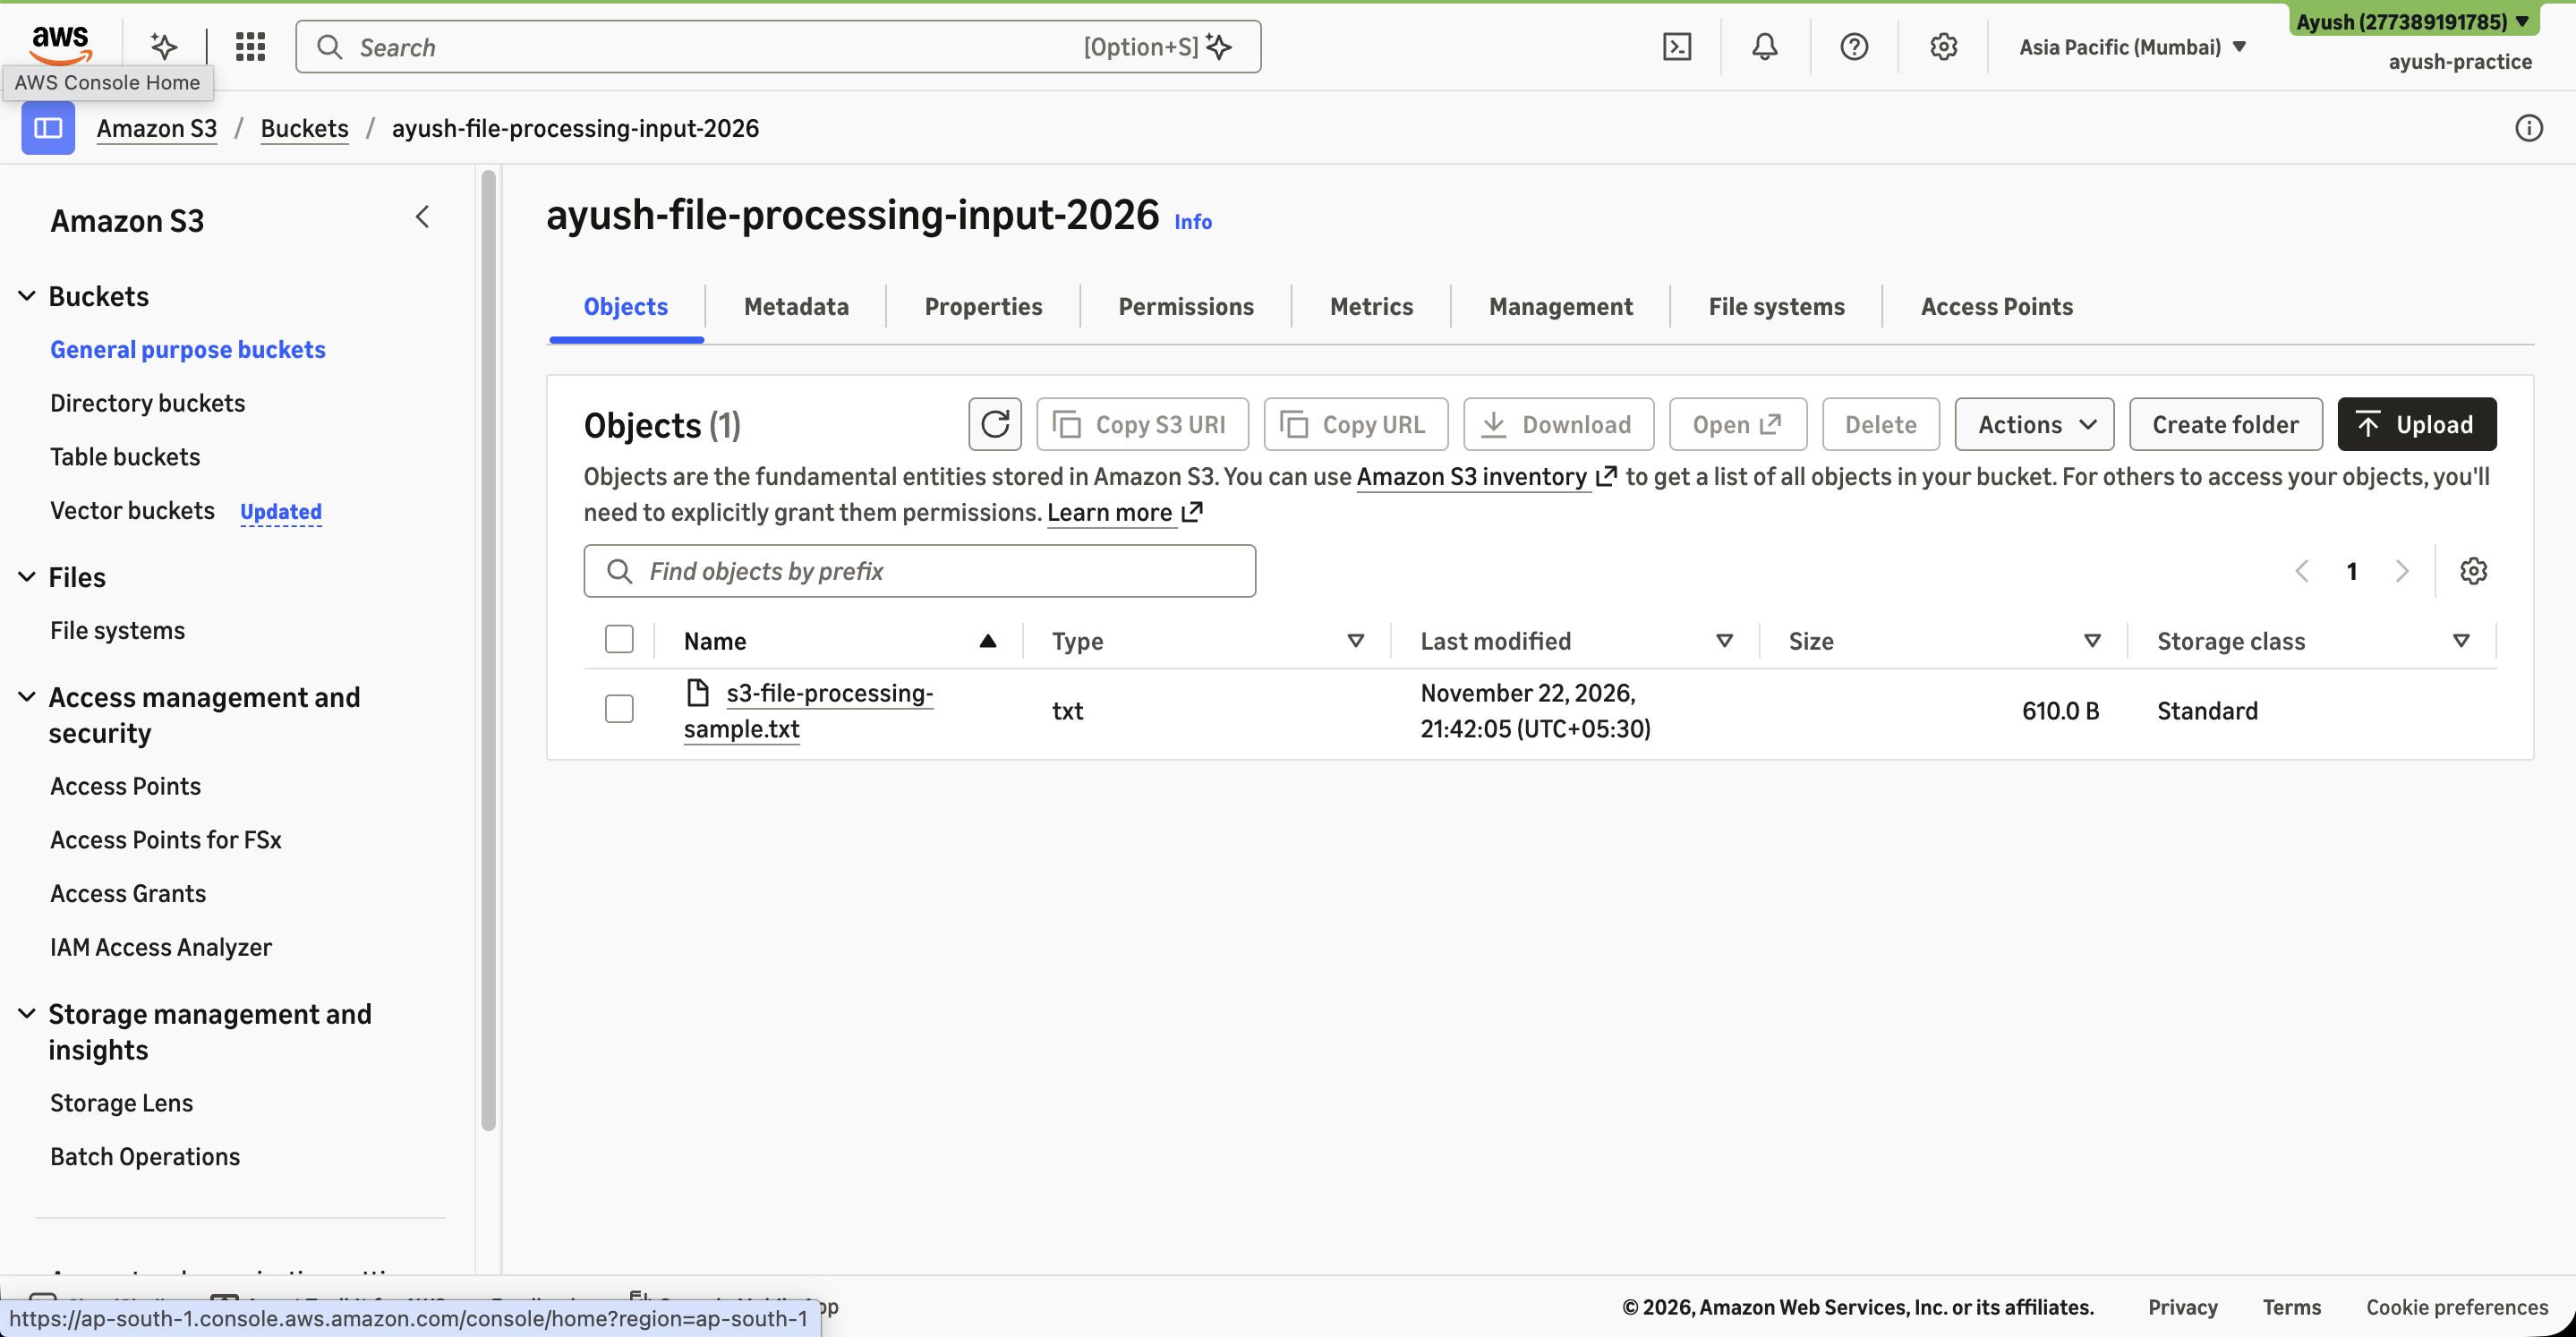 aws
Search
[Option+S]
Asia Pacific (Mumbai)
Ayush (277389191785)
ayush-practice
AWS Console Home
Amazon S3 / Buckets / ayush-file-processing-input-2026
Amazon S3
Buckets
General purpose buckets
Directory buckets
Table buckets
Vector buckets Updated
Files
File systems
Access management and
security
Access Points
Access Points for FSx
Access Grants
IAM Access Analyzer
Storage management and
insights
Storage Lens
Batch Operations
ayush-file-processing-input-2026 Info
Objects Metadata Properties Permissions Metrics Management File systems Access Points
Objects (1)
Copy S3 URI Copy URL Download Open Delete Actions Create folder Upload
Objects are the fundamental entities stored in Amazon S3. You can use Amazon S3 inventory to get a list of all objects in your bucket. For others to access your objects, you'll
need to explicitly grant them permissions. Learn more
Find objects by prefix
1
Name Type Last modified Size Storage class
s3-file-processing-
sample.txt
txt
November 22, 2026,
21:42:05 (UTC+05:30)
610.0 B
Standard
https://ap-south-1.console.aws.amazon.com/console/home?region=ap-south-1
© 2026, Amazon Web Services, Inc. or its affiliates. Privacy Terms Cookie preferences